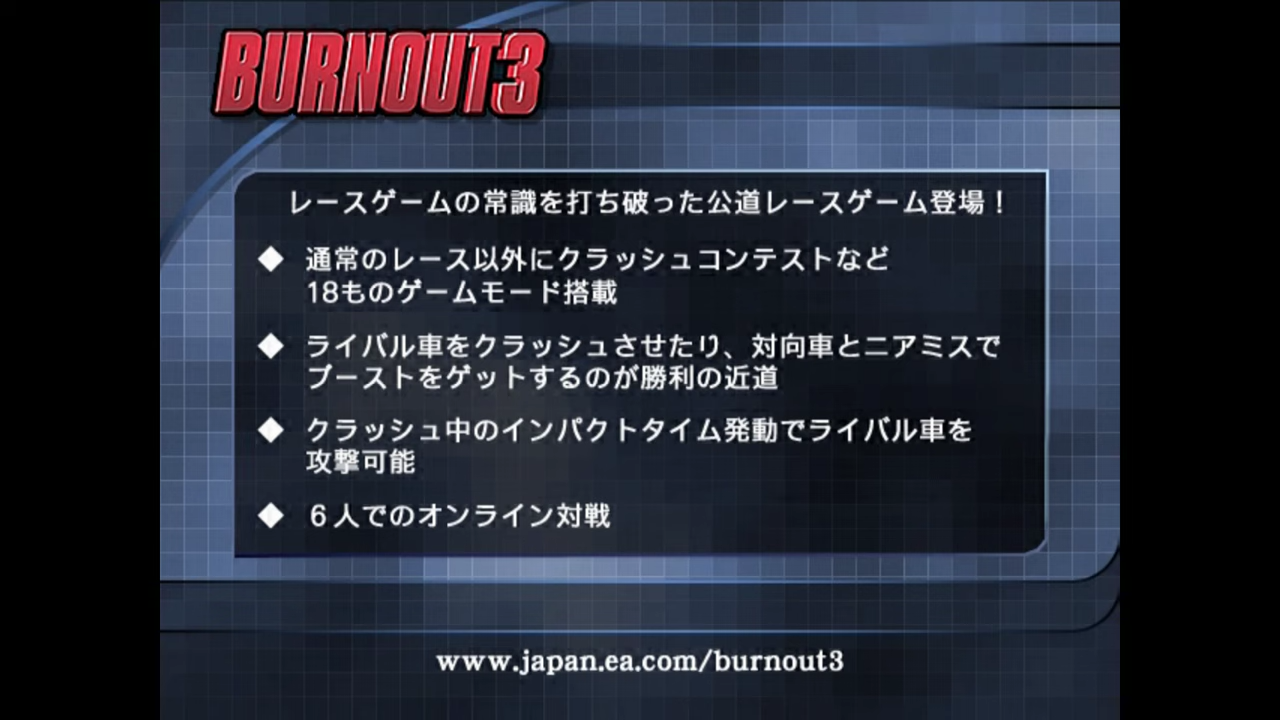 BURNOUT3
レースゲームの常識を打ち破った公道レースゲーム登場！
◆ 通常のレース以外にクラッシュコンテストなど
18ものゲームモード搭載
◆ ライバル車をクラッシュさせたり、対向車とニアミスで
ブーストをゲットするのが勝利の近道
◆ クラッシュ中のインパクトタイム発動でライバル車を
攻撃可能
◆ ６人でのオンライン対戦
www.japan.ea.com/burnout3